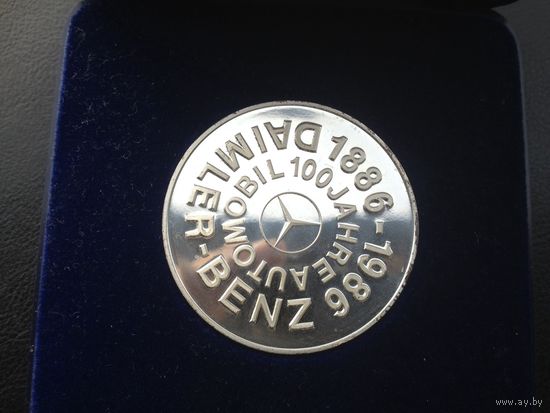 DAIMLER-BENZ 1886-1986
100 JAHRE AUTOMOBIL
www.ay.by